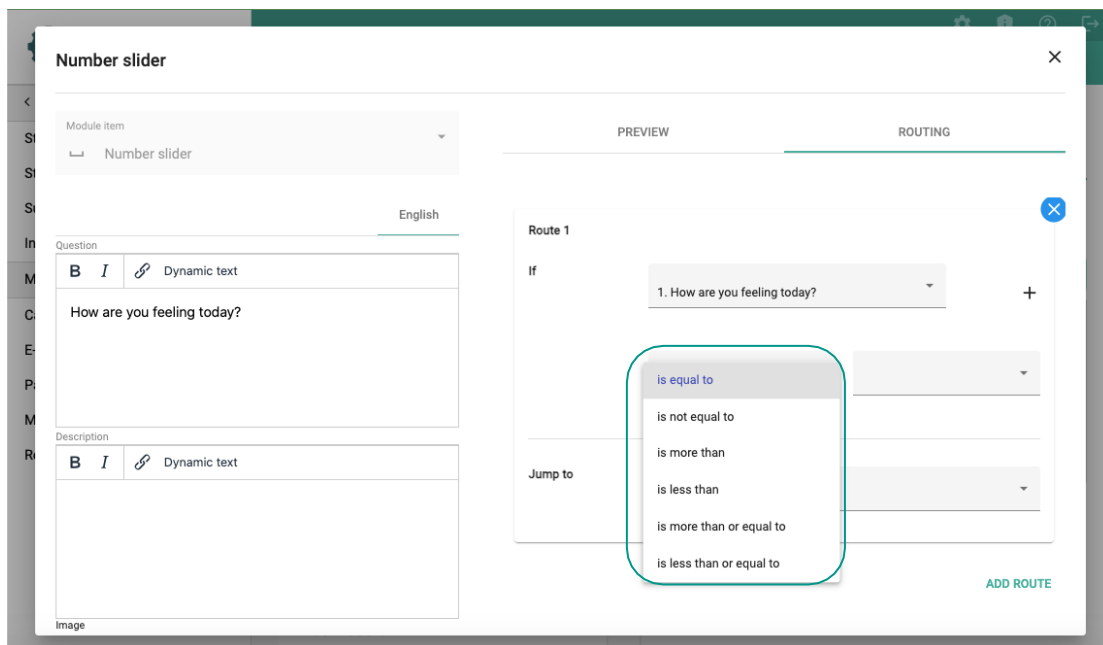 Number slider
Module item
Number slider
PREVIEW
ROUTING
English
Question
B I Dynamic text
How are you feeling today?
Description
B I Dynamic text
Image
Route 1
If
1. How are you feeling today?
is equal to
is not equal to
is more than
is less than
is more than or equal to
is less than or equal to
Jump to
ADD ROUTE